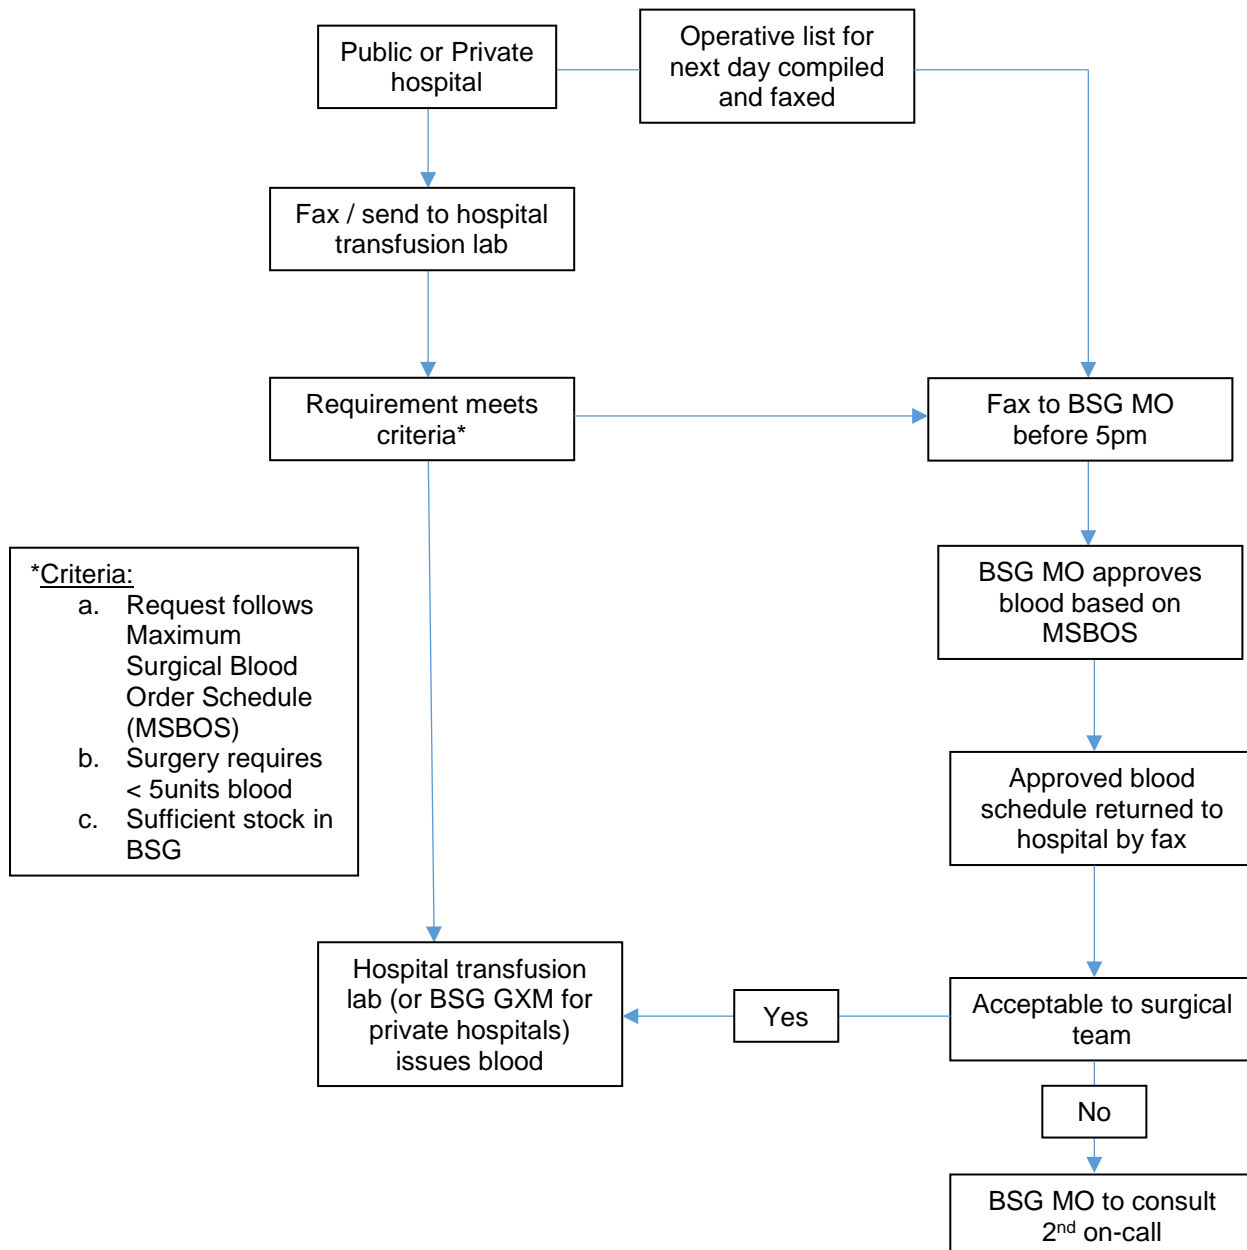 Public or Private
hospital
Operative list for
next day compiled
and faxed
Fax / send to hospital
transfusion lab
Requirement meets
criteria*
Fax to BSG MO
before 5pm
*Criteria:
a. Request follows
Maximum
Surgical Blood
Order Schedule
(MSBOS)
b. Surgery requires
< 5units blood
c. Sufficient stock in
BSG
BSG MO approves
blood based on
MSBOS
Approved blood
schedule returned to
hospital by fax
Hospital transfusion
lab (or BSG GXM for
private hospitals)
issues blood
Yes
Acceptable to surgical
team
No
BSG MO to consult
2nd on-call